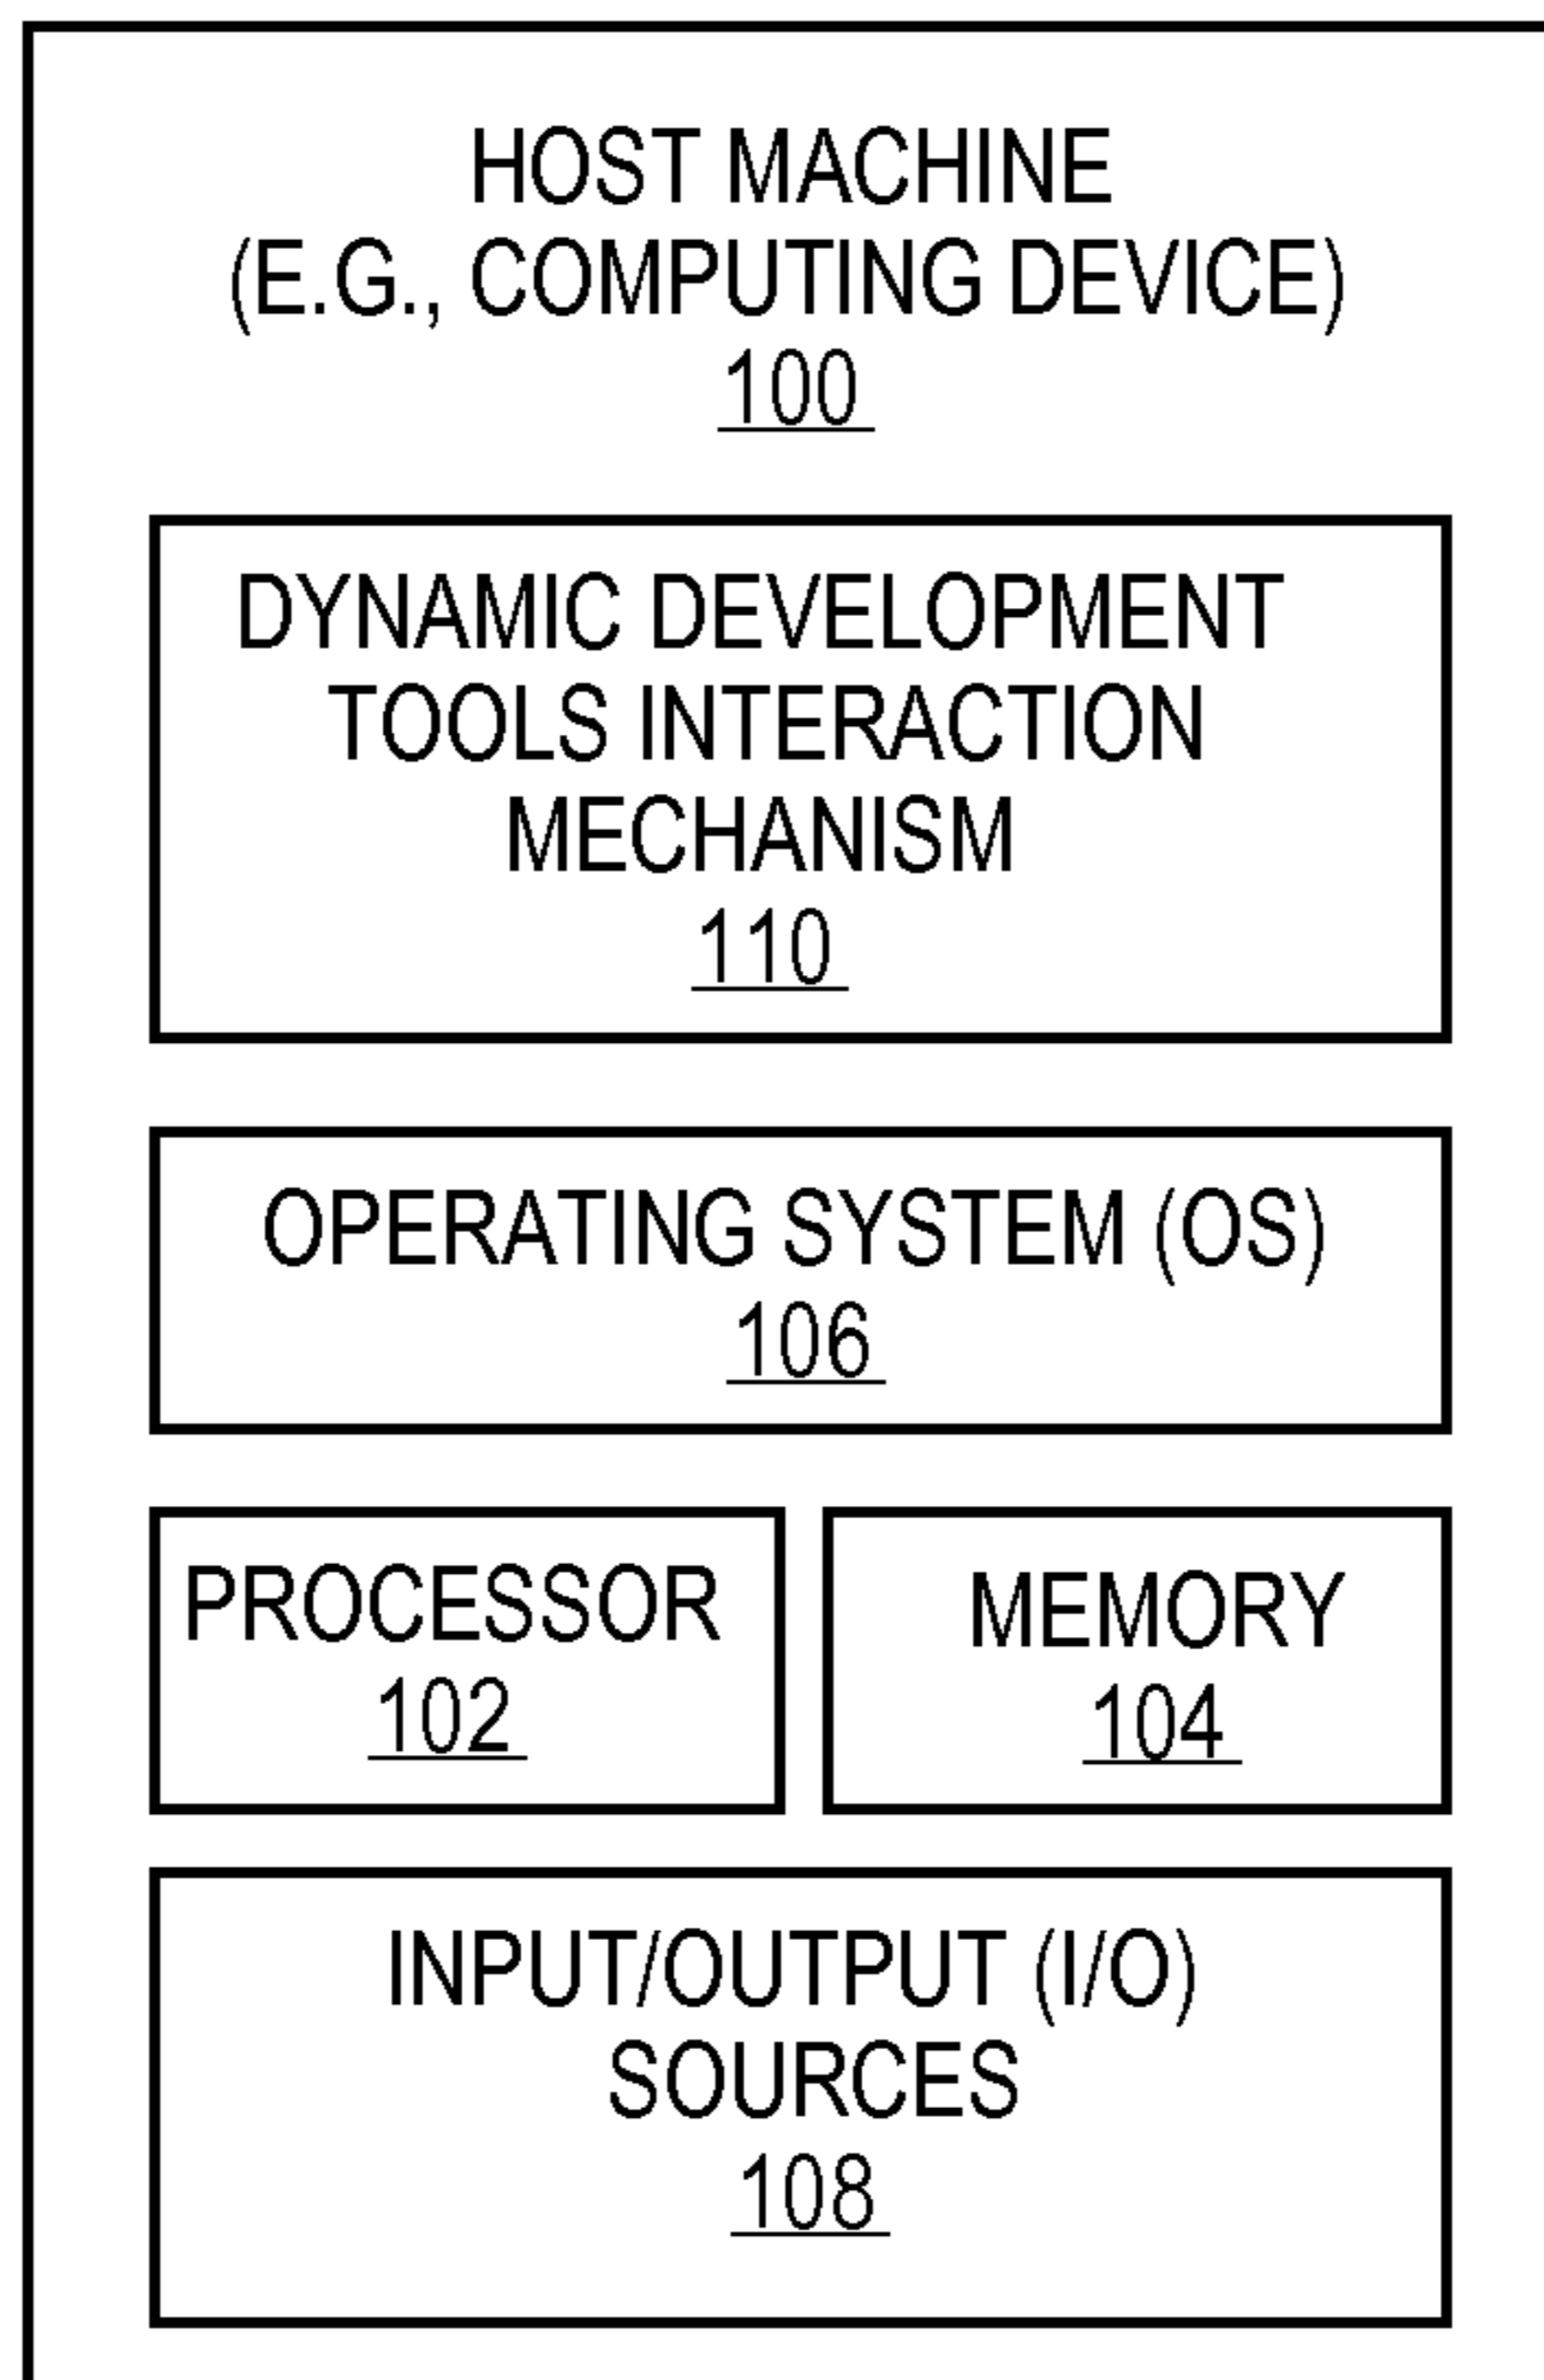 HOST MACHINE
(E.G., COMPUTING DEVICE)
100
DYNAMIC DEVELOPMENT
TOOLS INTERACTION
MECHANISM
110
OPERATING SYSTEM (OS)
106
PROCESSOR
102
MEMORY
104
INPUT/OUTPUT (I/O)
SOURCES
108